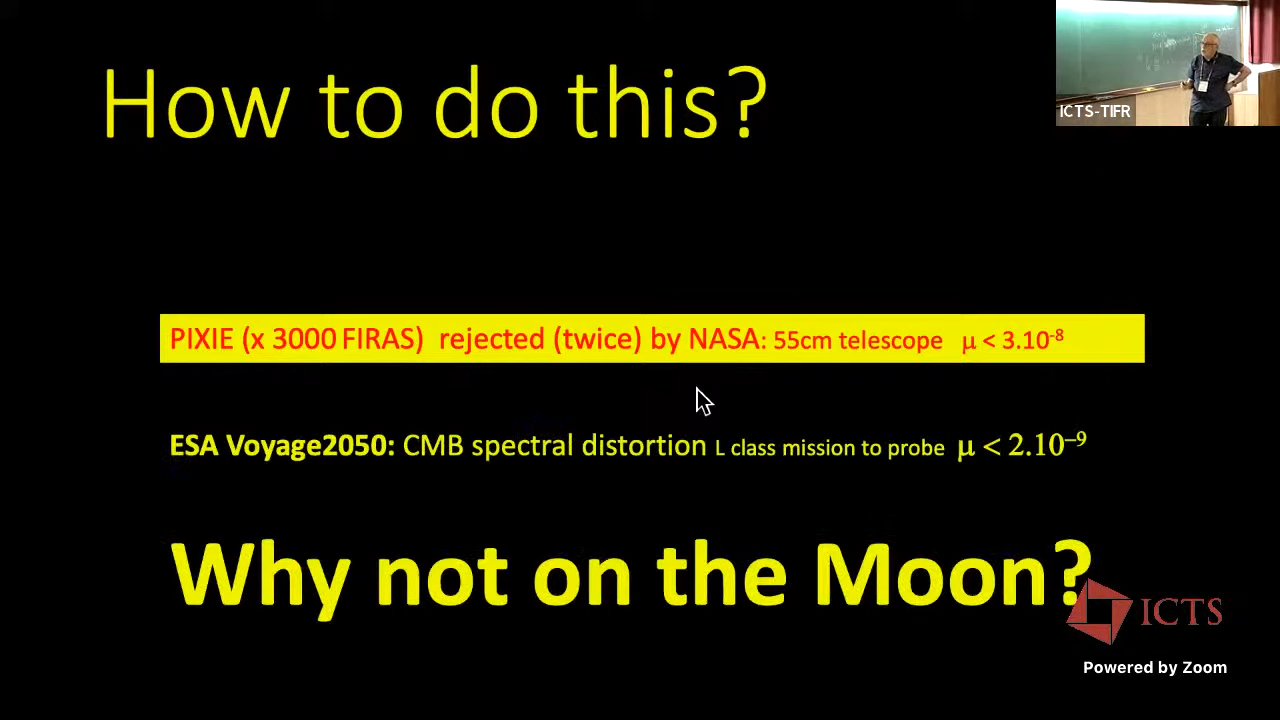 How to do this?
ICTS-TIFR
PIXIE (x 3000 FIRAS) rejected (twice) by NASA: 55cm telescope μ < 3.10-8
ESA Voyage2050: CMB spectral distortion L class mission to probe μ < 2.10–9
Why not on the Moon?
ICTS
Powered by Zoom